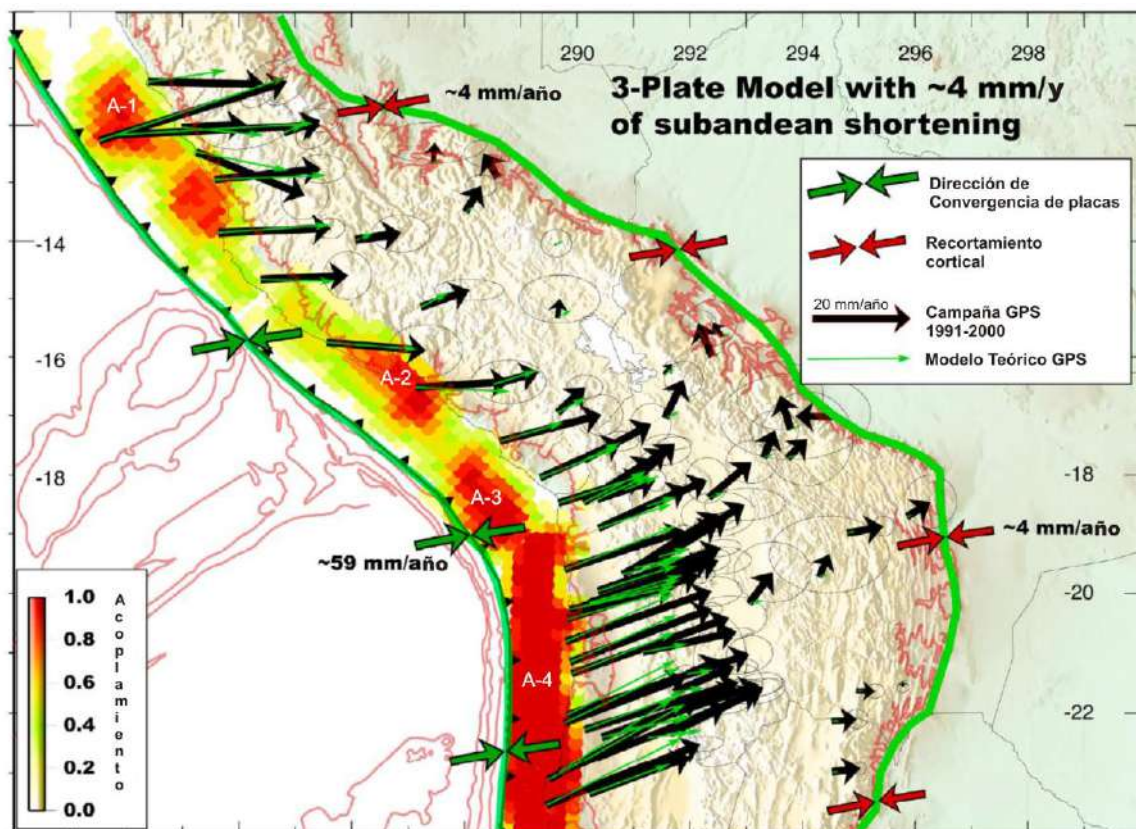 290 292 294 296 298
3-Plate Model with ~4 mm/y
of subandean shortening
~4 mm/año
A-1
Dirección de
Convergencia de placas
Recortamiento
cortical
20 mm/año
Campaña GPS
1991-2000
Modelo Teórico GPS
-14
-16
A-2
-18
-18
A-3
~59 mm/año
~4 mm/año
-20
A-4
-22
1.0
0.8
0.6
0.4
0.2
0.0
Acoplamiento